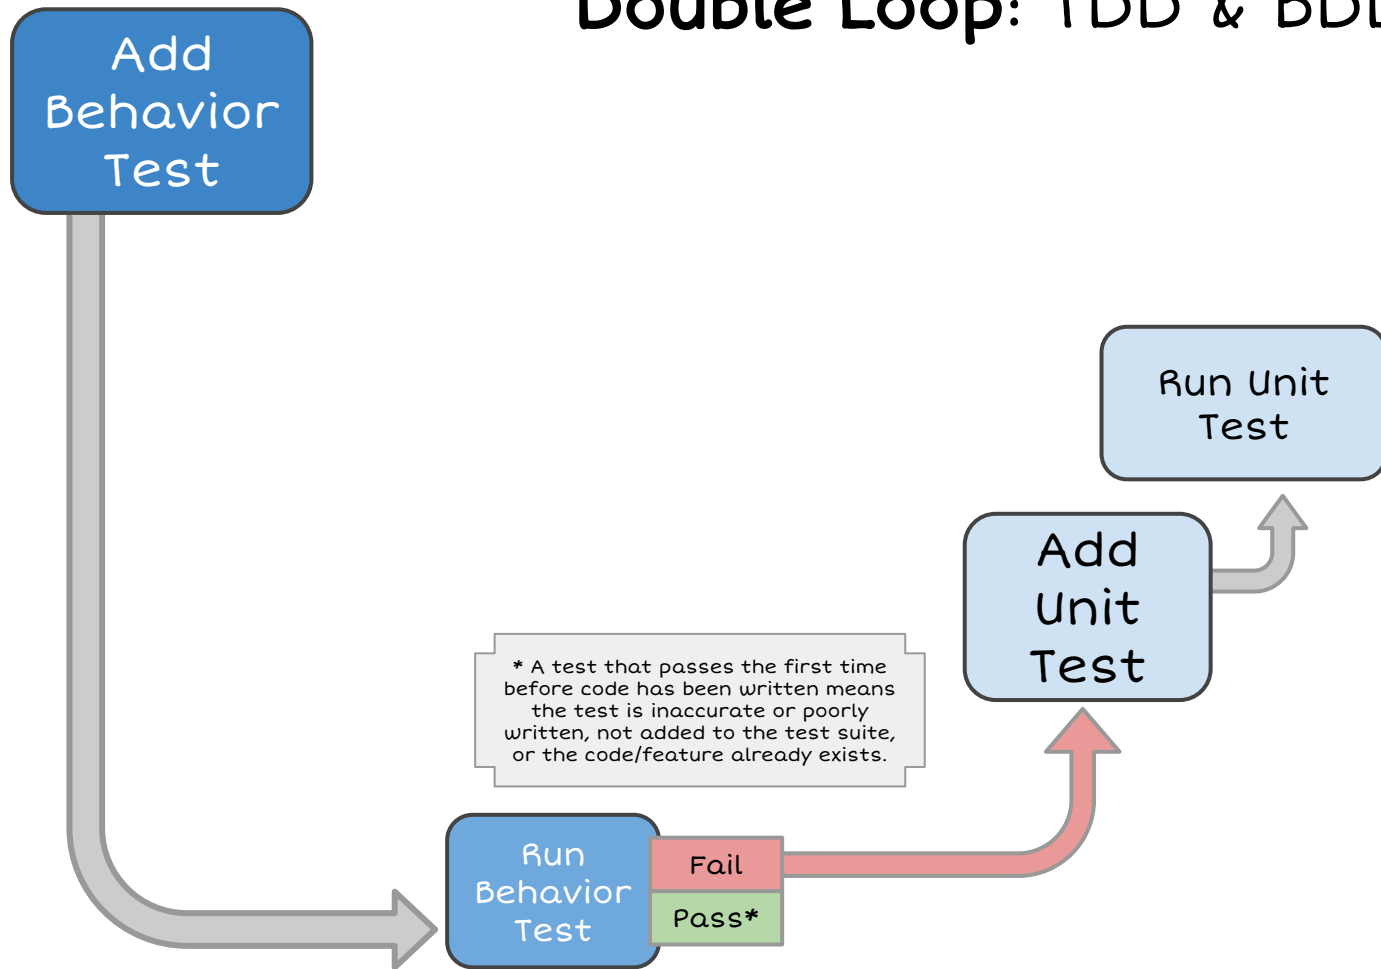 Double Loop: TDD & BDD
Add
Behavior
Test
Run Unit
Test
Add
Unit
Test
* A test that passes the first time
before code has been written means
the test is inaccurate or poorly
written, not added to the test suite,
or the code/feature already exists.
Run
Behavior
Test
Fail
Pass*